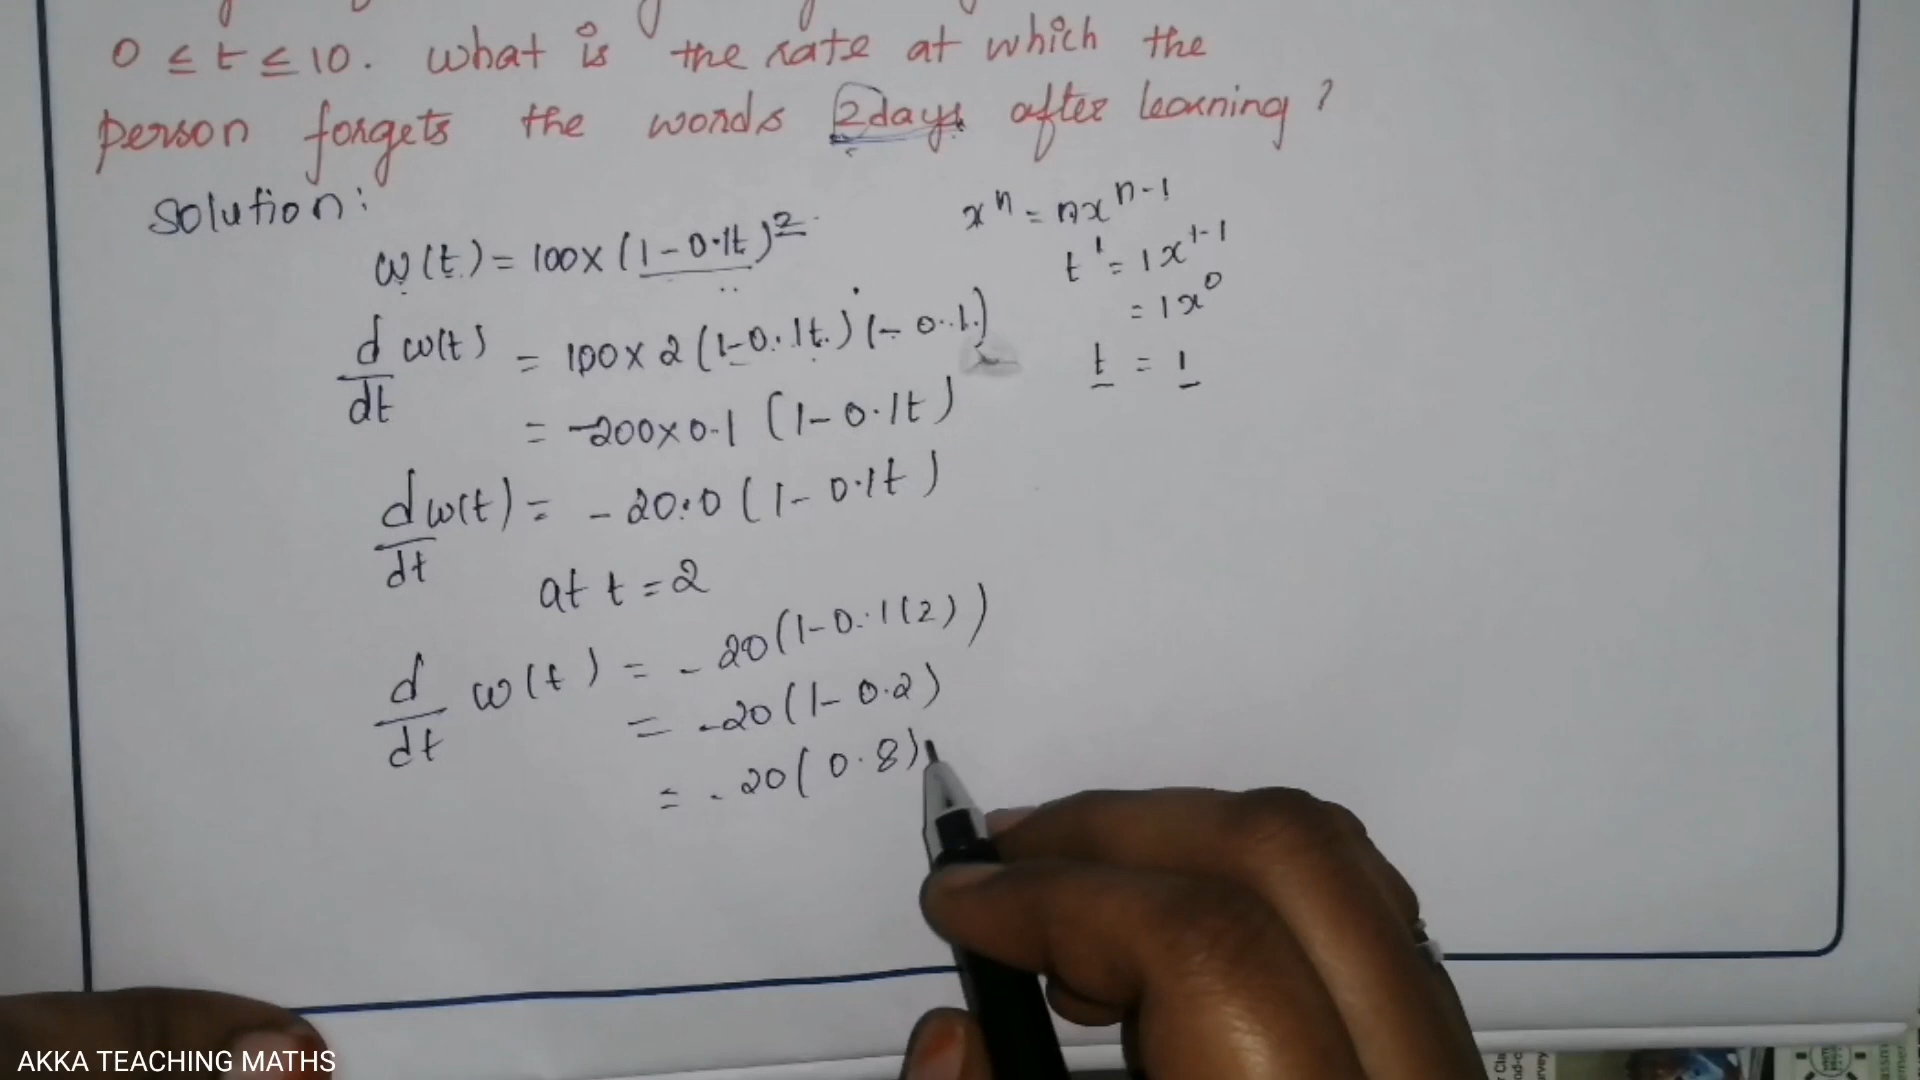 0 ≤ t ≤ 10. What is the rate at which the
person forgets the words 2days after learning ?
Solution:
w(t) = 100x (1-0.1t)²
d/dt w(t) = 100 x 2 (1-0.1t) (-0.1)
= -200x0.1 (1-0.1t)
d/dt w(t) = -20.0 (1-0.1t)
at t = 2
d/dt w(t) = -20(1-0.1(2))
= -20(1-0.2)
= -20(0.8)
xⁿ = nxⁿ⁻¹
t¹ = 1x¹⁻¹
= 1x⁰
t = 1
AKKA TEACHING MATHS